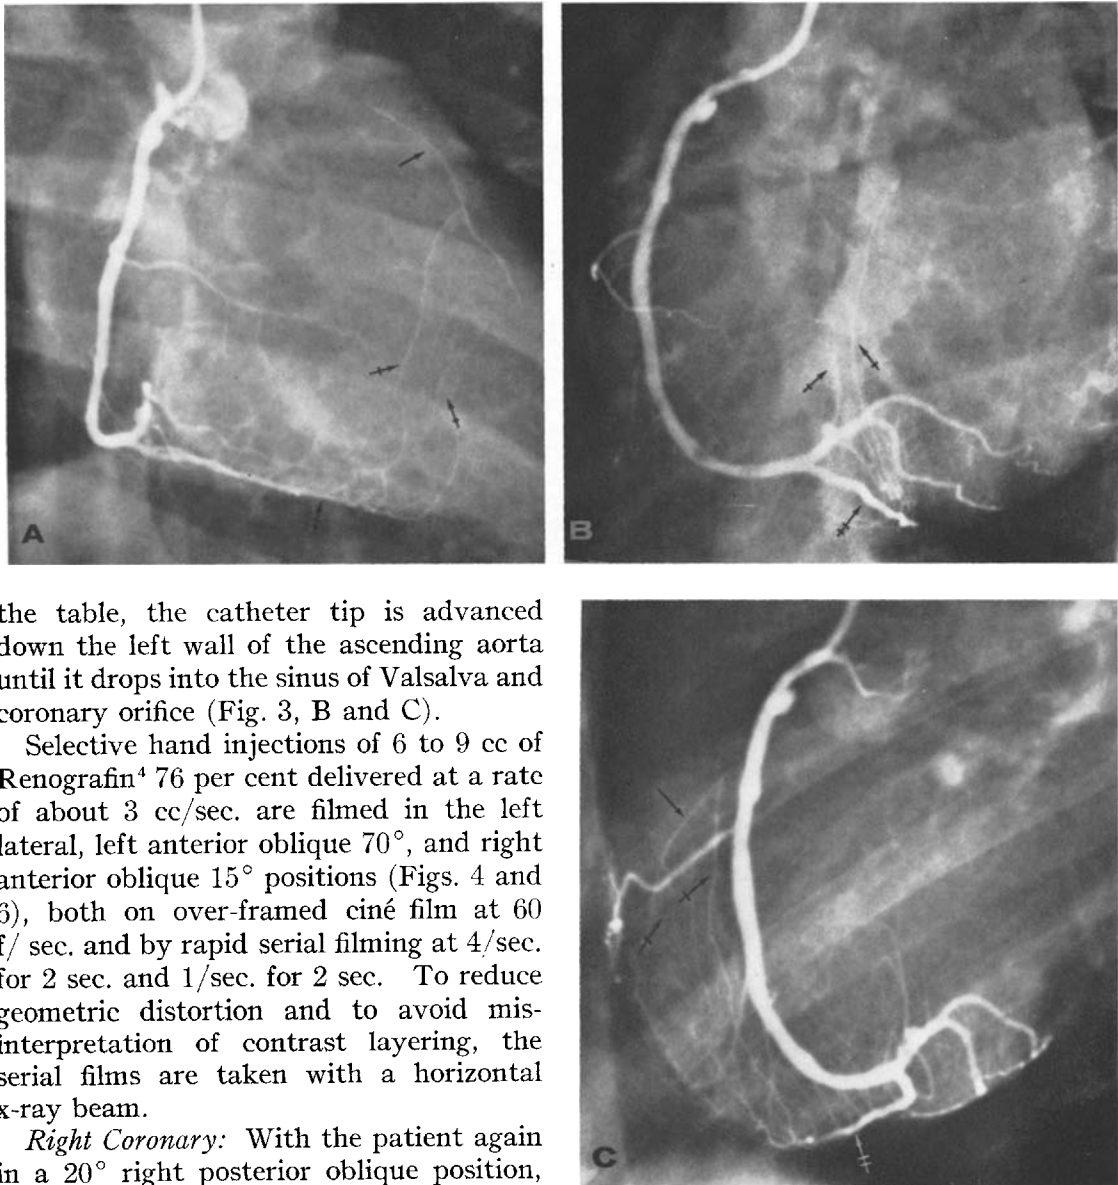 A
B
the table, the catheter tip is advanced
down the left wall of the ascending aorta
until it drops into the sinus of Valsalva and
coronary orifice (Fig. 3, B and C).
Selective hand injections of 6 to 9 cc of
Renografin⁴ 76 per cent delivered at a rate
of about 3 cc/sec. are filmed in the left
lateral, left anterior oblique 70°, and right
anterior oblique 15° positions (Figs. 4 and
6), both on over-framed ciné film at 60
f/ sec. and by rapid serial filming at 4/sec.
for 2 sec. and 1/sec. for 2 sec. To reduce
geometric distortion and to avoid mis-
interpretation of contrast layering, the
serial films are taken with a horizontal
x-ray beam.
Right Coronary: With the patient again
in a 20° right posterior oblique position,
C